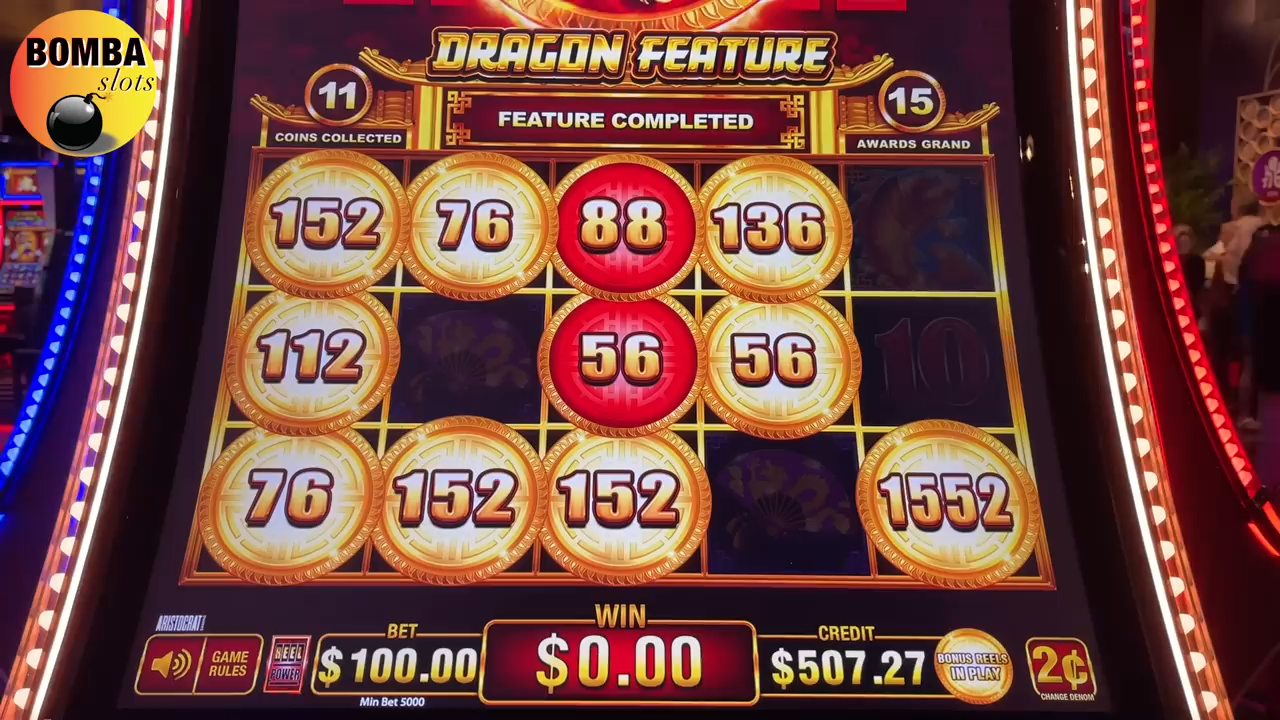 BOMBA
slots
DRAGON FEATURE
11
COINS COLLECTED
FEATURE COMPLETED
15
AWARDS GRAND
152
76
88
136
112
56
56
10
76
152
152
1552
ARISTOCRAT
GAME
RULES
REEL
POWER
BET
$100.00
Min Bet 5000
WIN
$0.00
CREDIT
$507.27
BONUS REELS
IN PLAY
2¢
CHANGE DENOM